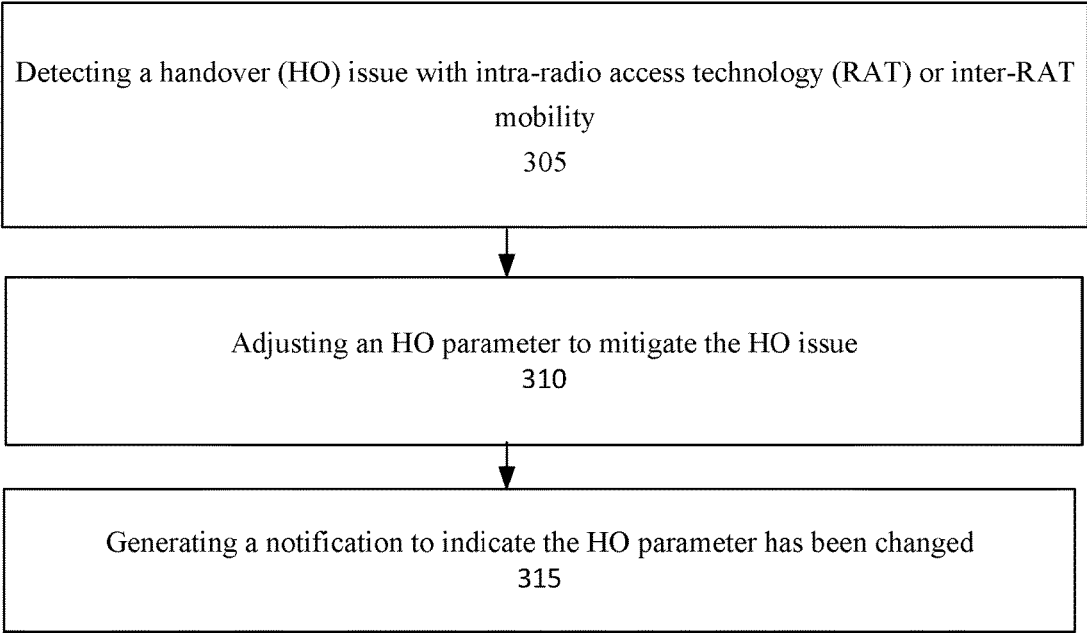 Detecting a handover (HO) issue with intra-radio access technology (RAT) or inter-RAT
mobility
305
Adjusting an HO parameter to mitigate the HO issue
310
Generating a notification to indicate the HO parameter has been changed
315